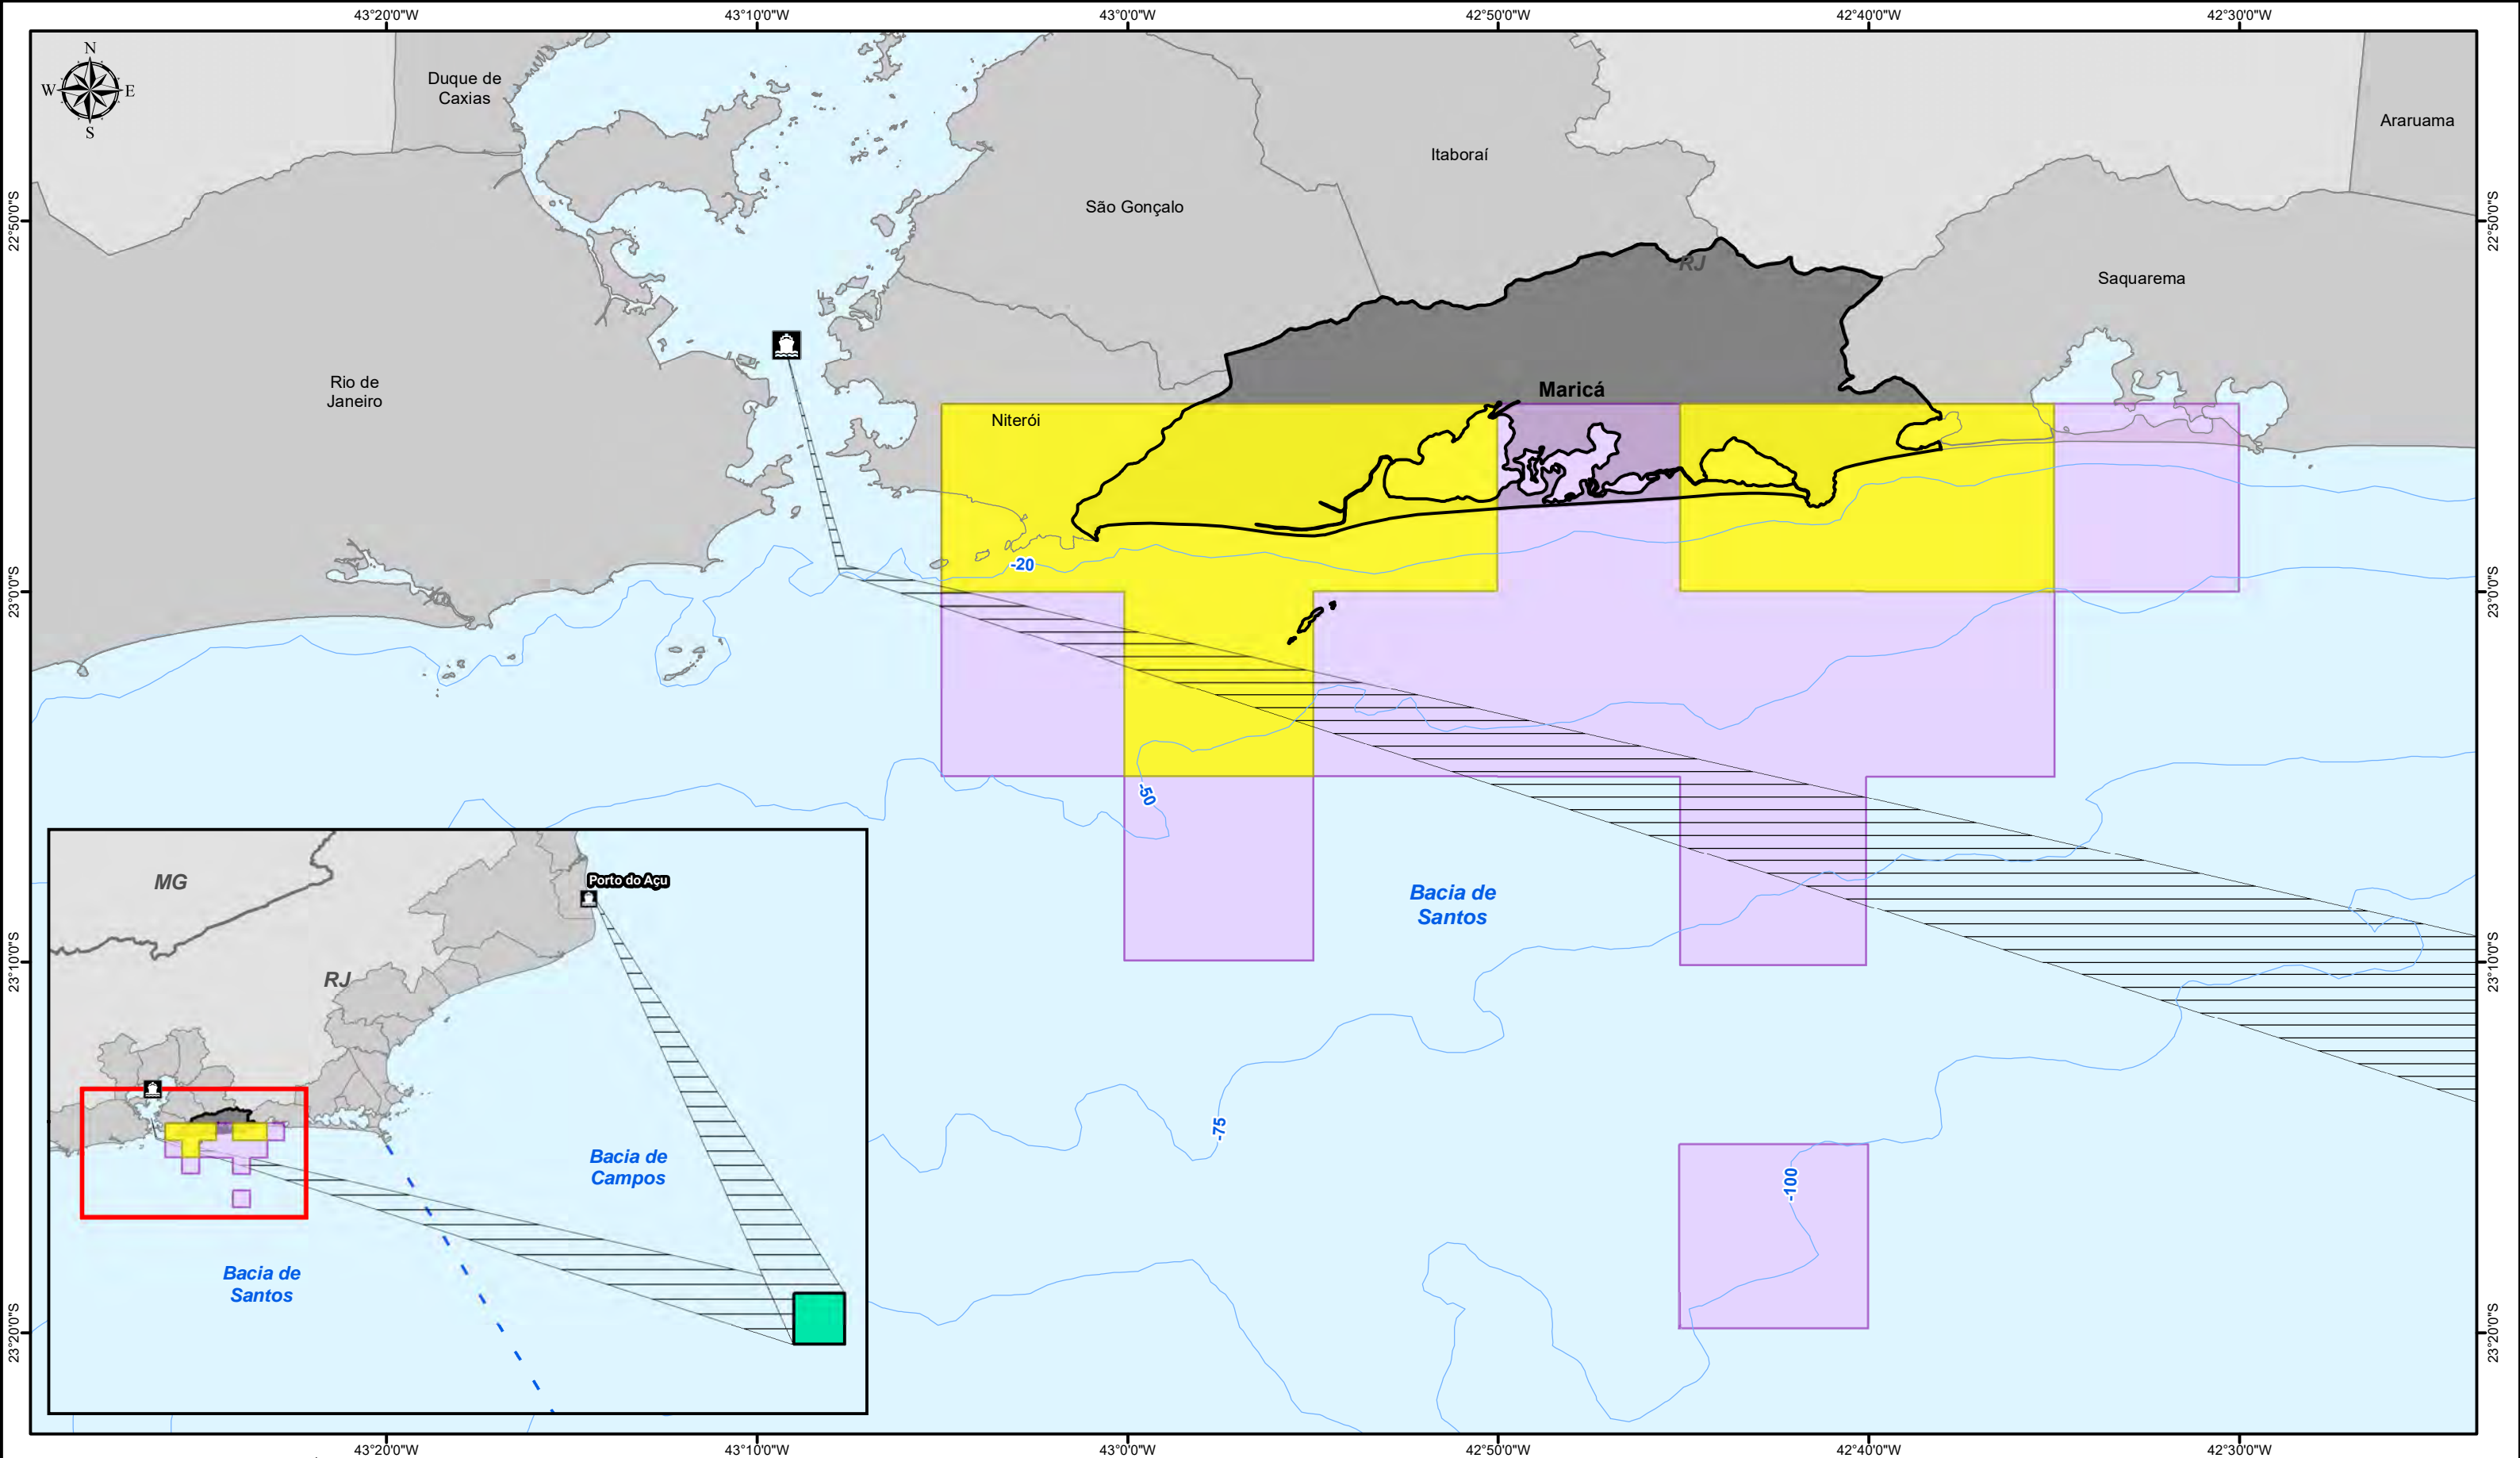 43°20'0"W
43°10'0"W
43°0'0"W
42°50'0"W
42°40'0"W
42°30'0"W
N
W
E
S
Duque de
Caxias
Araruama
Itaboraí
São Gonçalo
22°50'0"S
22°50'0"S
RJ
Saquarema
Rio de
Janeiro
Maricá
Niterói
-20
23°0'0"S
23°0'0"S
-50
Bacia de
Santos
MG
Porto do Açu
RJ
23°10'0"S
23°10'0"S
-75
Bacia de
Campos
-100
Bacia de
Santos
23°20'0"S
23°20'0"S
43°20'0"W
43°10'0"W
43°0'0"W
42°50'0"W
42°40'0"W
42°30'0"W